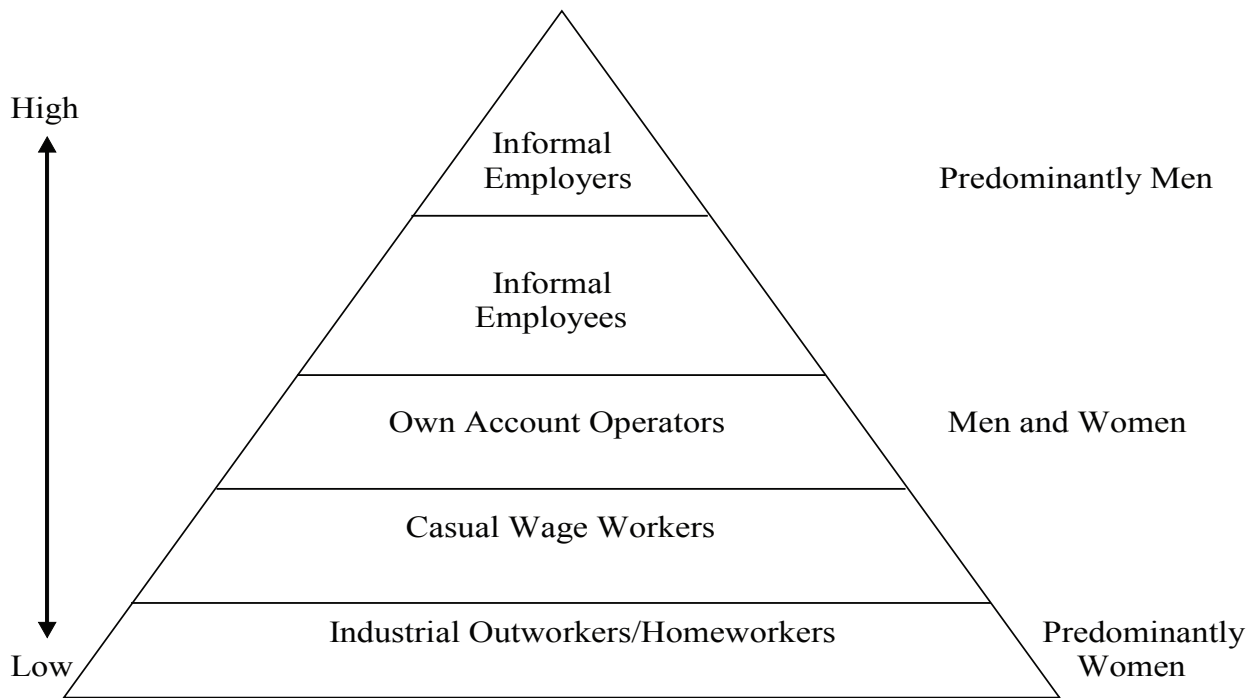 High
Informal
Employers
Predominantly Men
Informal
Employees
Own Account Operators
Men and Women
Casual Wage Workers
Industrial Outworkers/Homeworkers
Predominantly
Women
Low